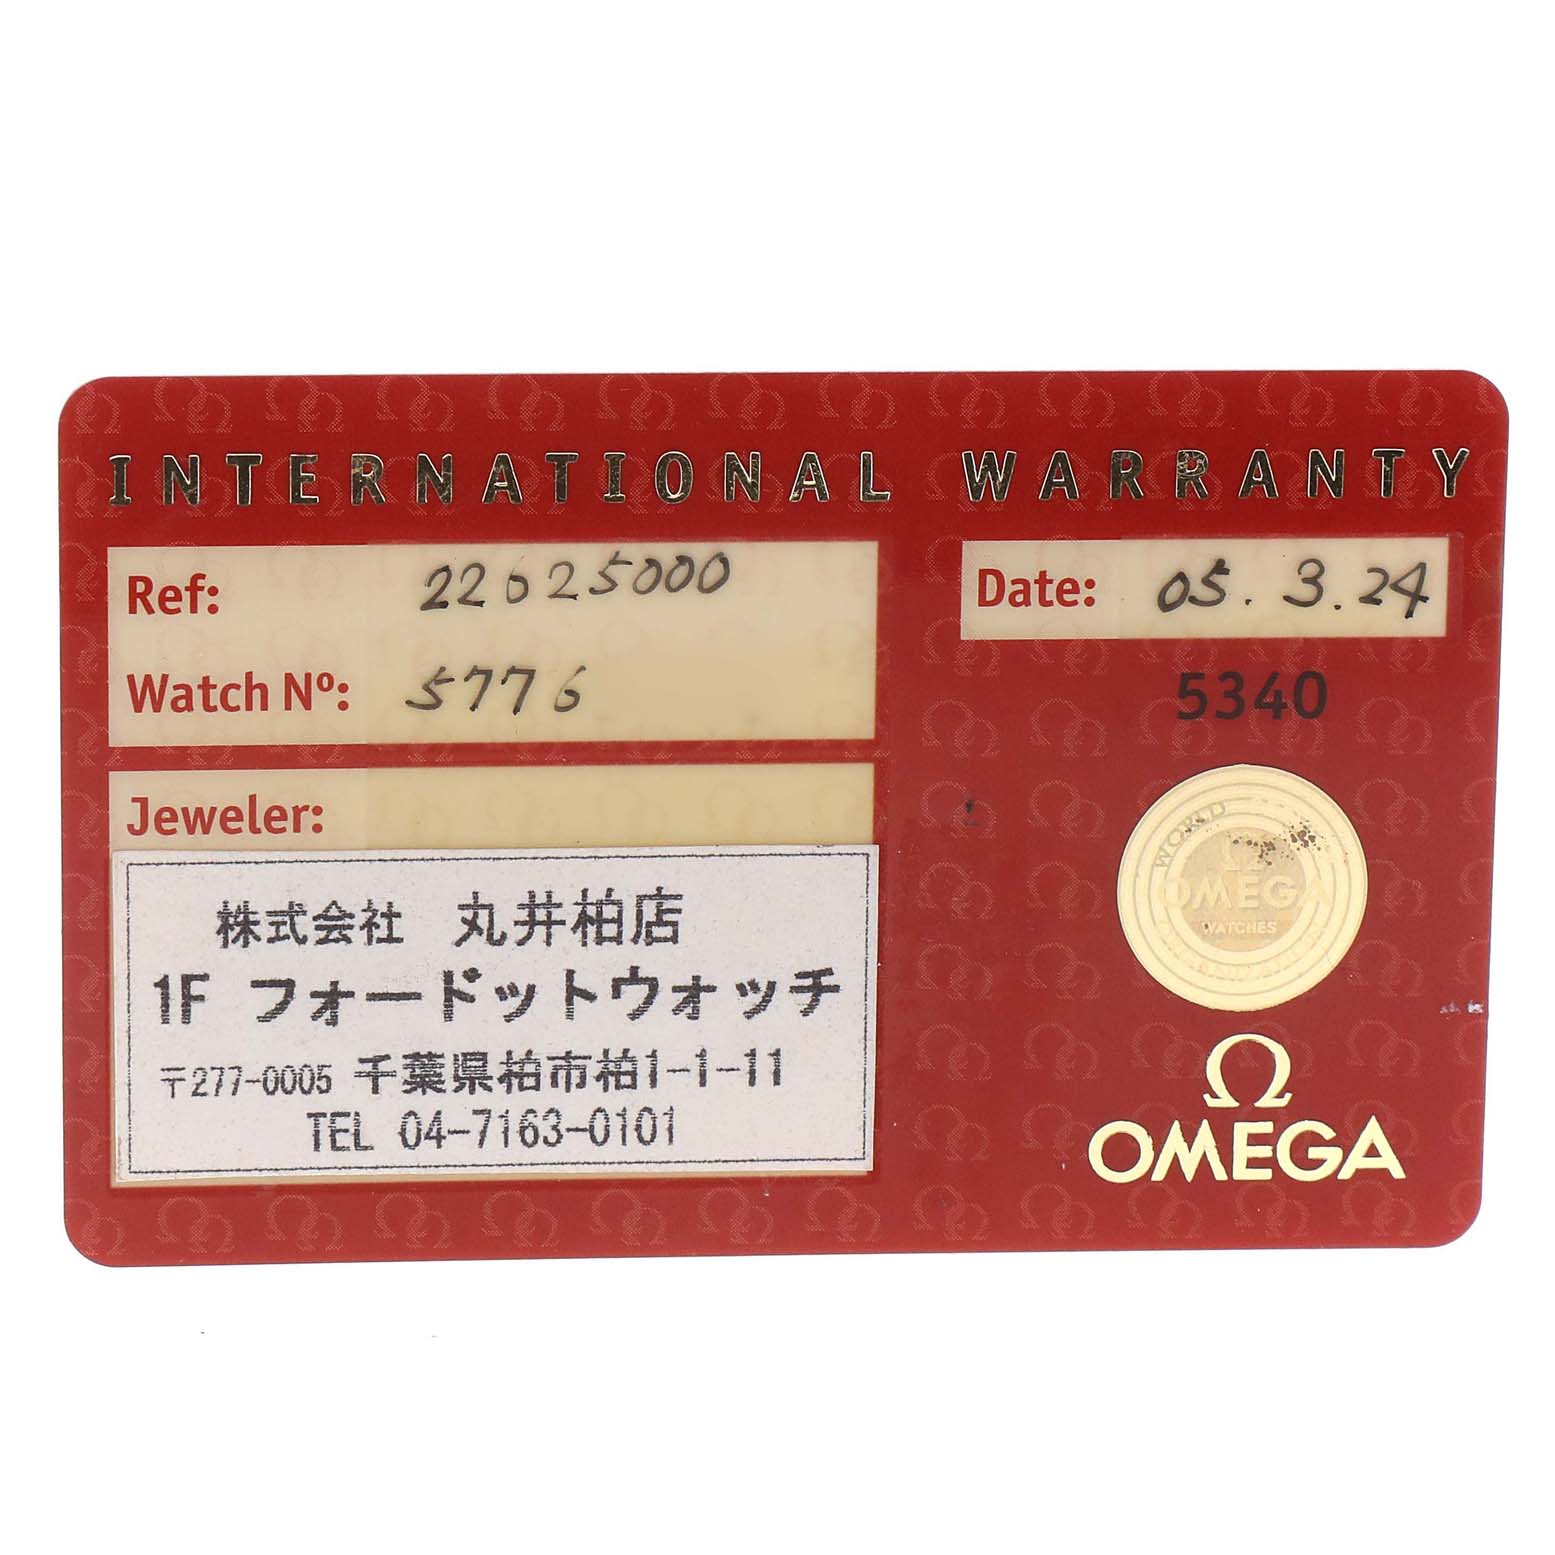 INTERNATIONAL WARRANTY
Ref: 22625000
Watch Nº: 5776
Date: 05.3.24
5340
Jeweler:
株式会社 丸井柏店
1F フォードットウォッチ
〒277-0005 千葉県柏市柏1-1-11
TEL 04-7163-0101
WORLD
OMEGA
WATCHES
Ω
OMEGA